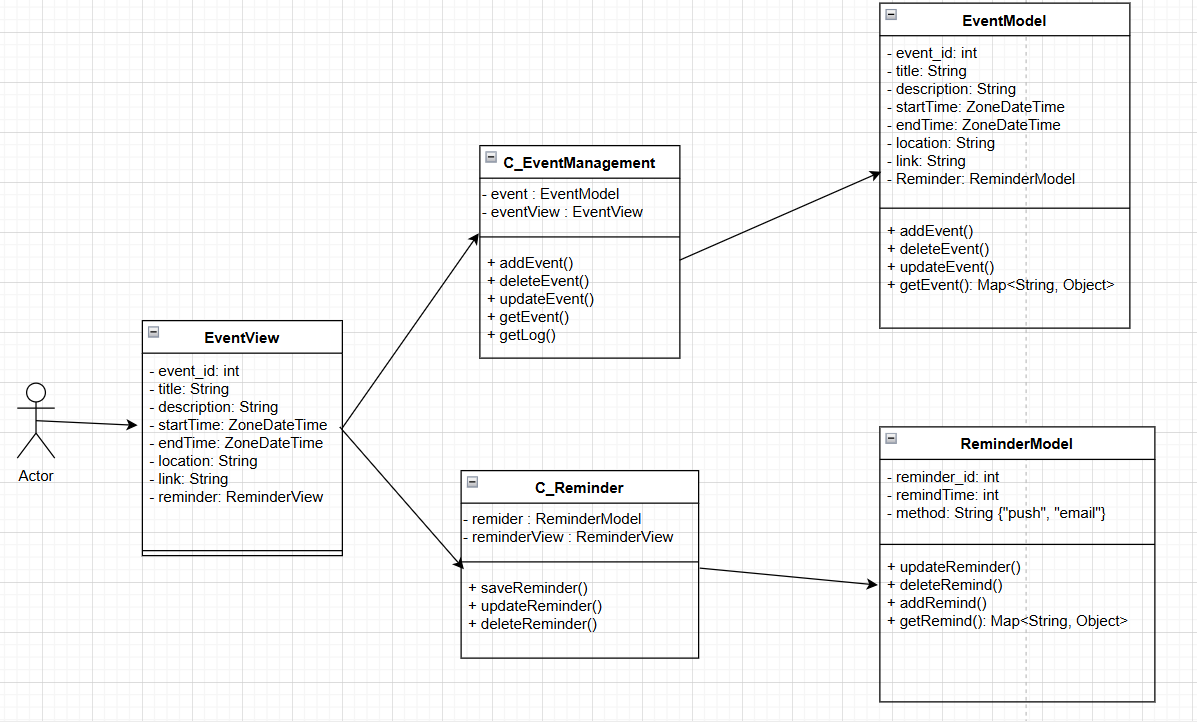 EventModel
- event_id: int
- title: String
- description: String
- startTime: ZoneDateTime
- endTime: ZoneDateTime
- location: String
- link: String
- Reminder: ReminderModel
+ addEvent()
+ deleteEvent()
+ updateEvent()
+ getEvent(): Map<String, Object>
C_EventManagement
- event : EventModel
- eventView : EventView
+ addEvent()
+ deleteEvent()
+ updateEvent()
+ getEvent()
+ getLog()
EventView
- event_id: int
- title: String
- description: String
- startTime: ZoneDateTime
- endTime: ZoneDateTime
- location: String
- link: String
- reminder: ReminderView
Actor
C_Reminder
- remider : ReminderModel
- reminderView : ReminderView
+ saveReminder()
+ updateReminder()
+ deleteReminder()
ReminderModel
- reminder_id: int
- remindTime: int
- method: String {"push", "email"}
+ updateReminder()
+ deleteRemind()
+ addRemind()
+ getRemind(): Map<String, Object>